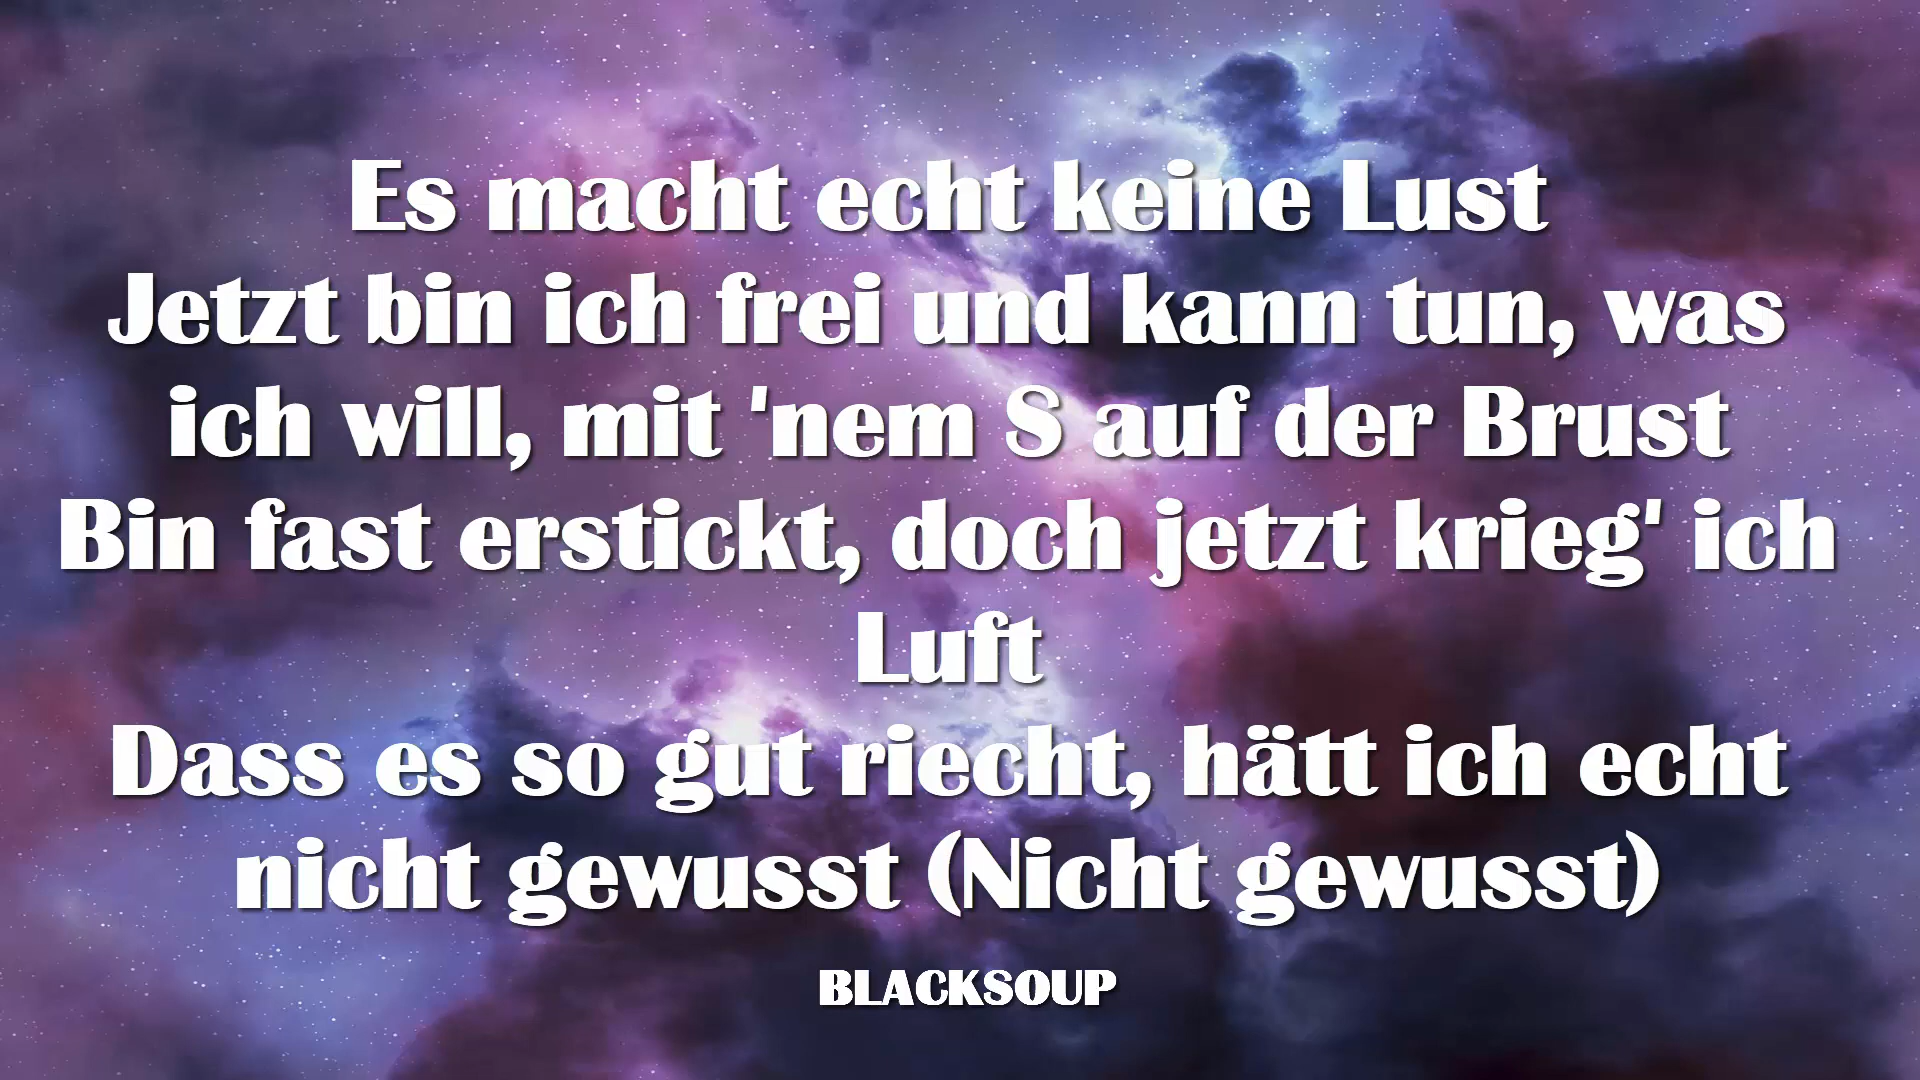 Es macht echt keine Lust
Jetzt bin ich frei und kann tun, was
ich will, mit 'nem S auf der Brust
Bin fast erstickt, doch jetzt krieg' ich
Luft
Dass es so gut riecht, hätt ich echt
nicht gewusst (Nicht gewusst)
BLACKSOUP